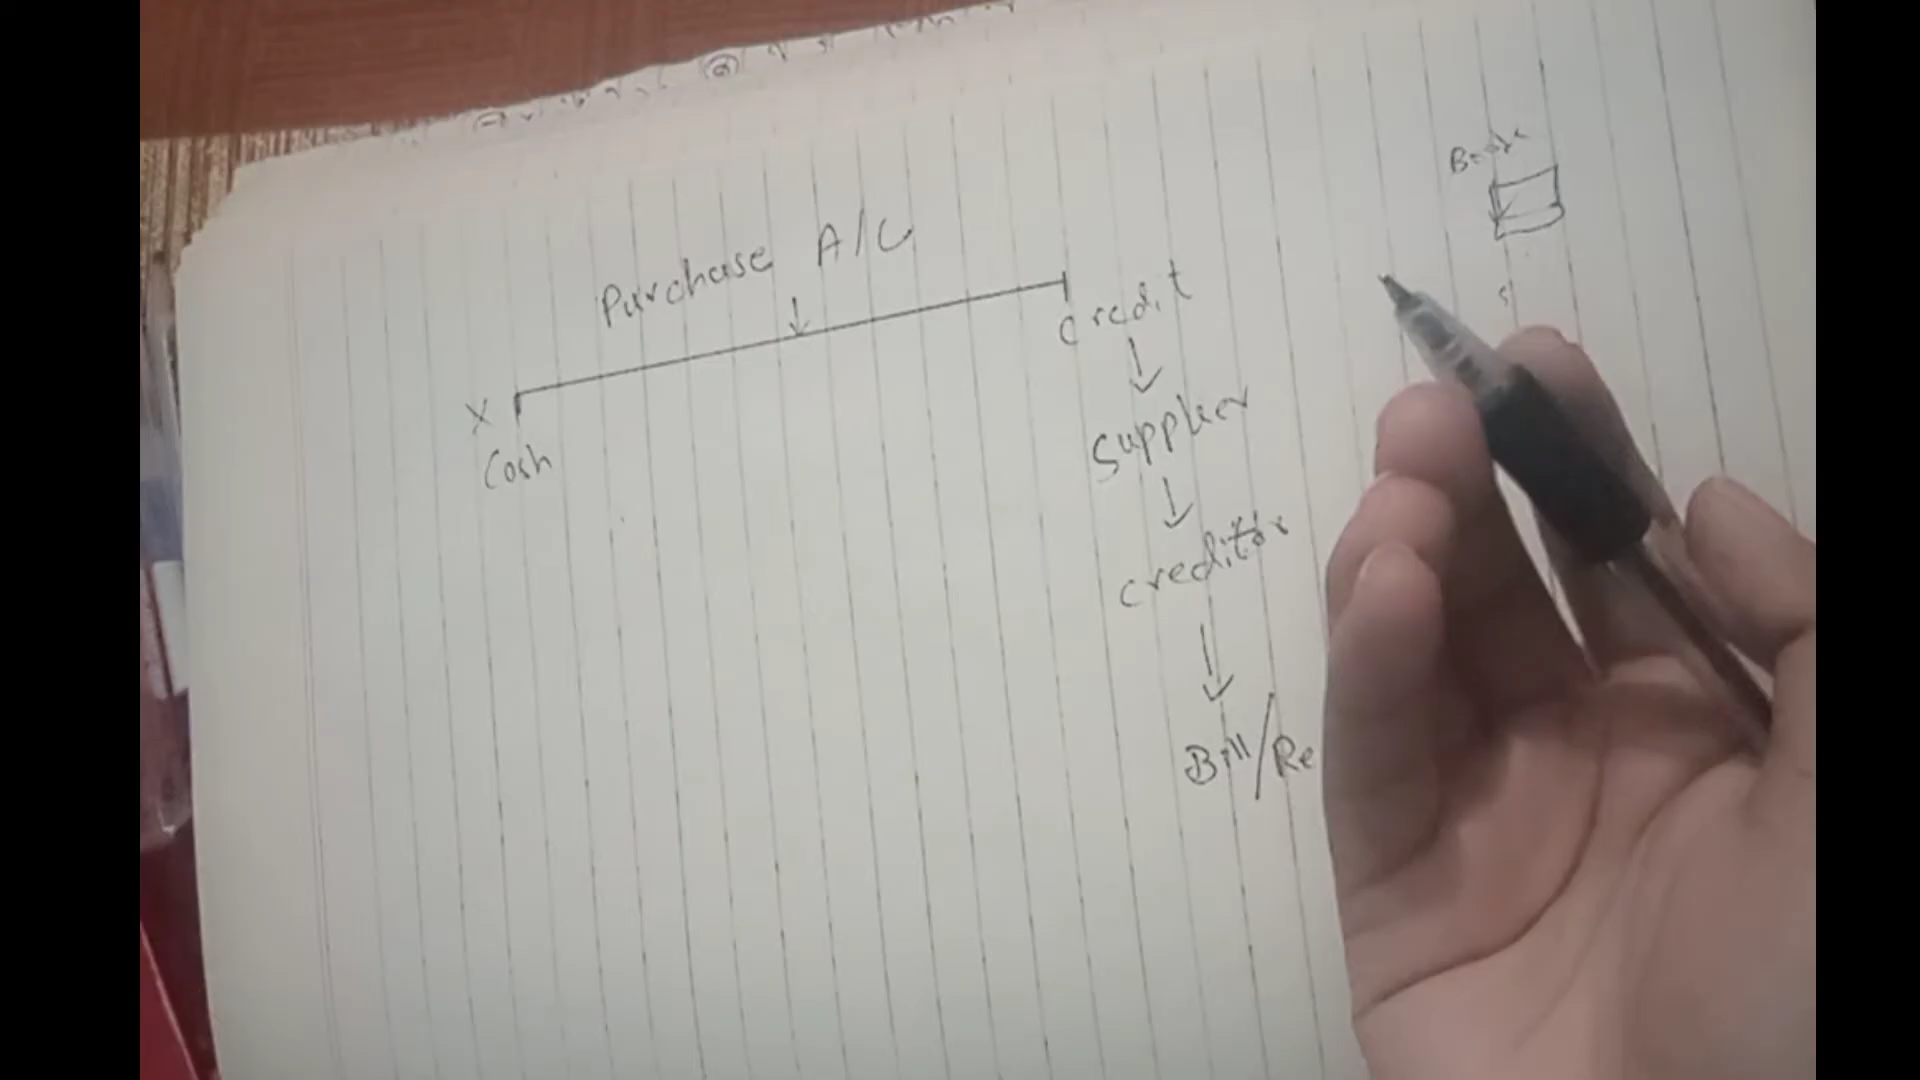 Purchase A/C
Credit
X
Cash
Supplier
creditor
Bill/Re